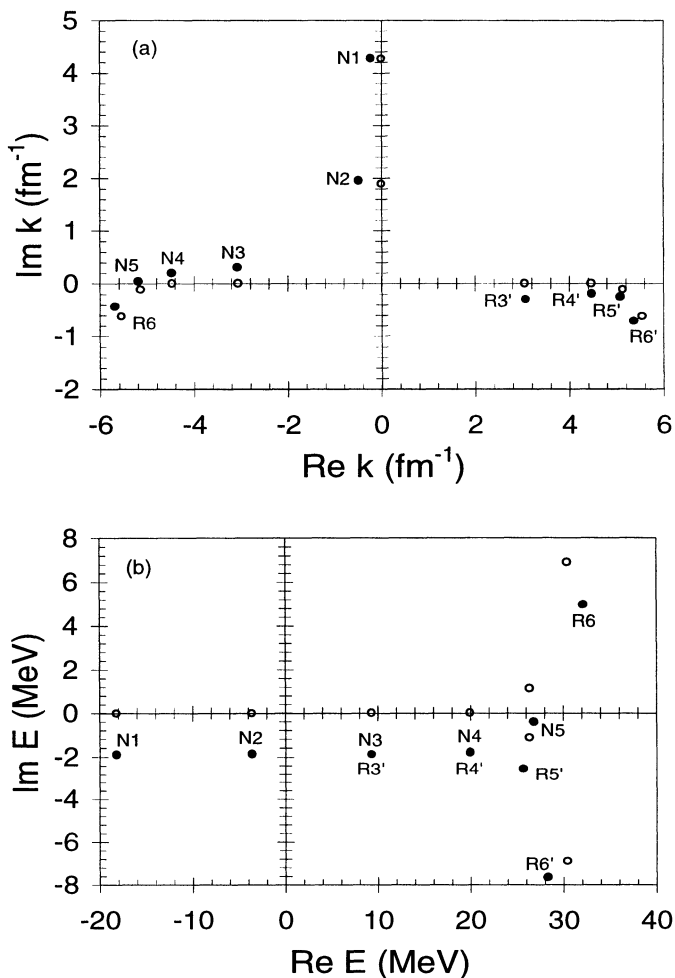 (a)
5
4
3
2
1
0
-1
-2
Im k (fm⁻¹)
N1
N2
N3
N4
N5
R6
R3'
R4'
R5'
R6'
-6
-4
-2
0
2
4
6
Re k (fm⁻¹)
(b)
8
6
4
2
0
-2
-4
-6
-8
Im E (MeV)
R6
N5
N1
N2
N3
N4
R3'
R4'
R5'
R6'
-20
-10
0
10
20
30
40
Re E (MeV)